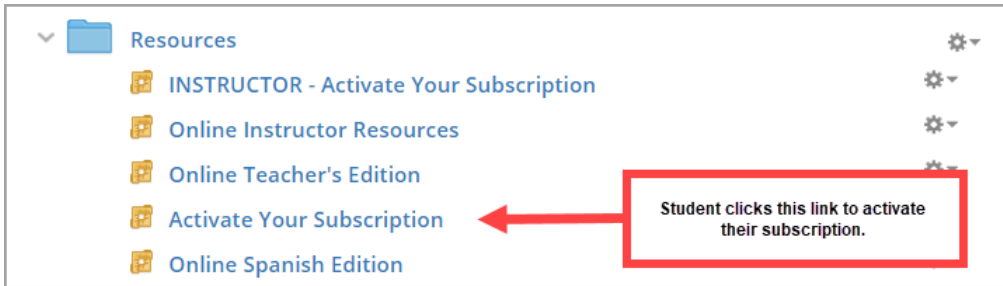 Resources
INSTRUCTOR - Activate Your Subscription
Online Instructor Resources
Online Teacher's Edition
Activate Your Subscription
Student clicks this link to activate
their subscription.
Online Spanish Edition